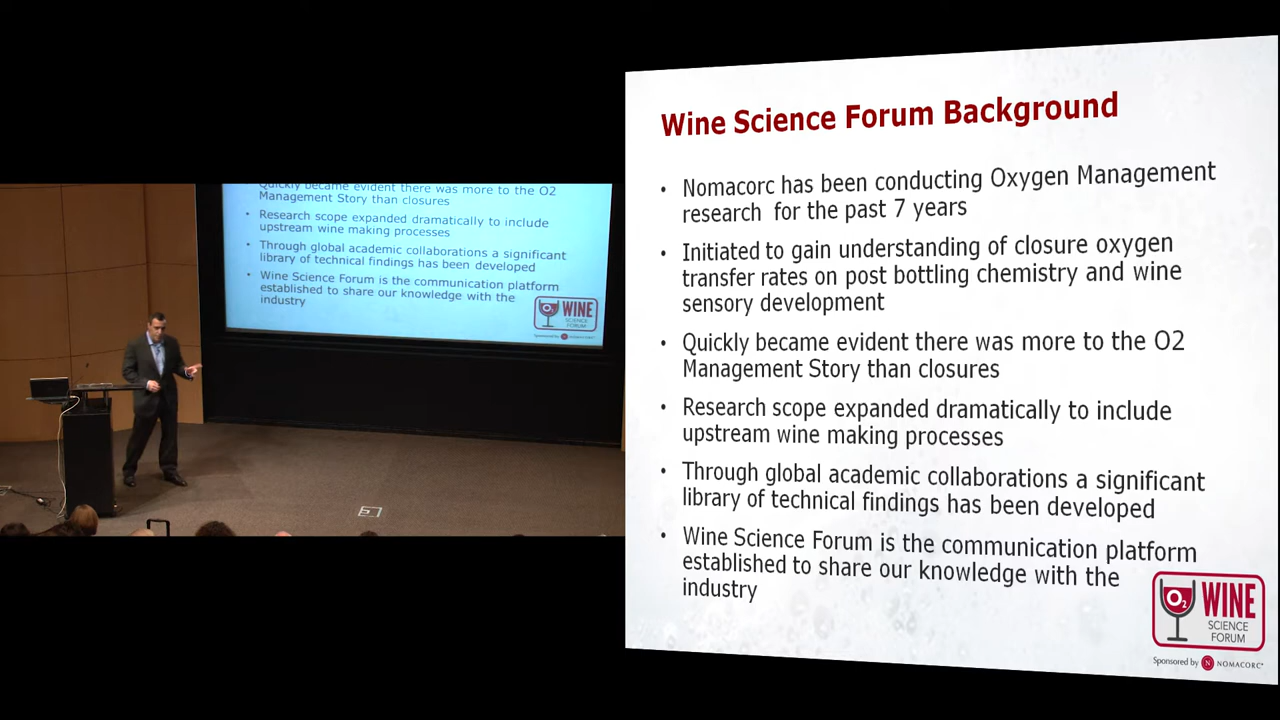 Quickly became evident there was more to the O2
Management Story than closures
• Research scope expanded dramatically to include
upstream wine making processes
• Through global academic collaborations a significant
library of technical findings has been developed
• Wine Science Forum is the communication platform
established to share our knowledge with the
industry
O2 WINE
SCIENCE
FORUM
Sponsored by N NOMACORC
Wine Science Forum Background
• Nomacorc has been conducting Oxygen Management
research for the past 7 years
• Initiated to gain understanding of closure oxygen
transfer rates on post bottling chemistry and wine
sensory development
• Quickly became evident there was more to the O2
Management Story than closures
• Research scope expanded dramatically to include
upstream wine making processes
• Through global academic collaborations a significant
library of technical findings has been developed
• Wine Science Forum is the communication platform
established to share our knowledge with the
industry
O2 WINE
SCIENCE
FORUM
Sponsored by N NOMACORC